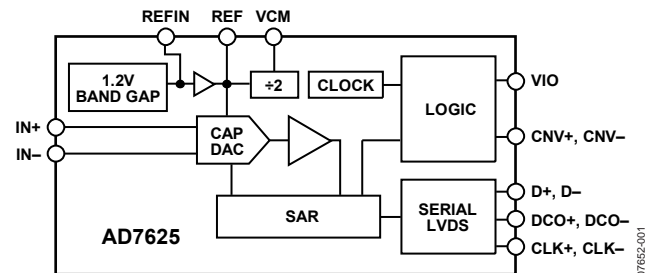 REFIN REF VCM
1.2V
BAND GAP
÷2
CLOCK
LOGIC
VIO
CNV+, CNV–
IN+
IN–
CAP
DAC
SAR
SERIAL
LVDS
D+, D–
DCO+, DCO–
CLK+, CLK–
AD7625
07652-001